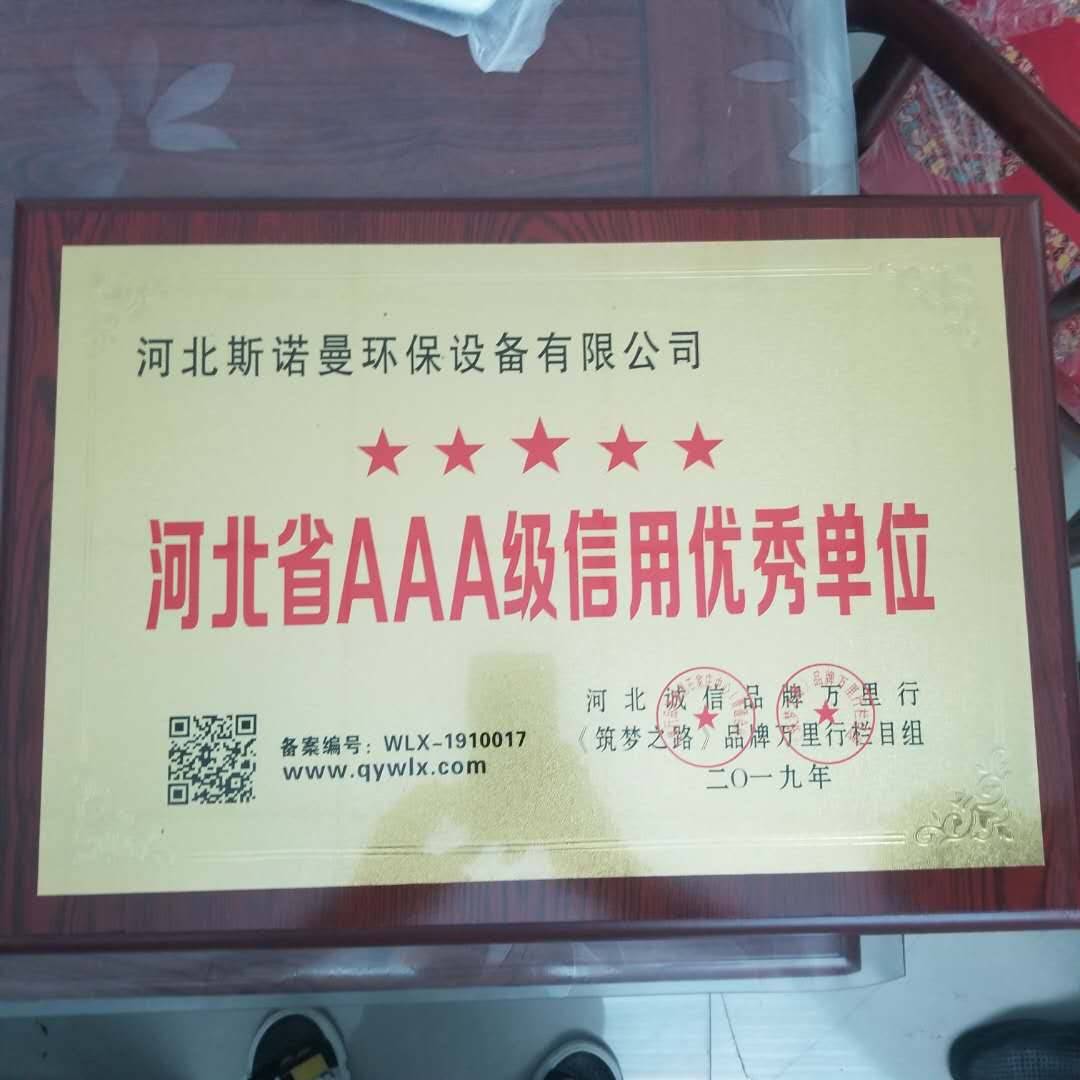 河北斯诺曼环保设备有限公司
河北省AAA级信用优秀单位
河北诚信品牌万里行
《筑梦之路》品牌万里行栏目组
二〇一九年
备案编号：WLX-1910017
www.qywlx.com